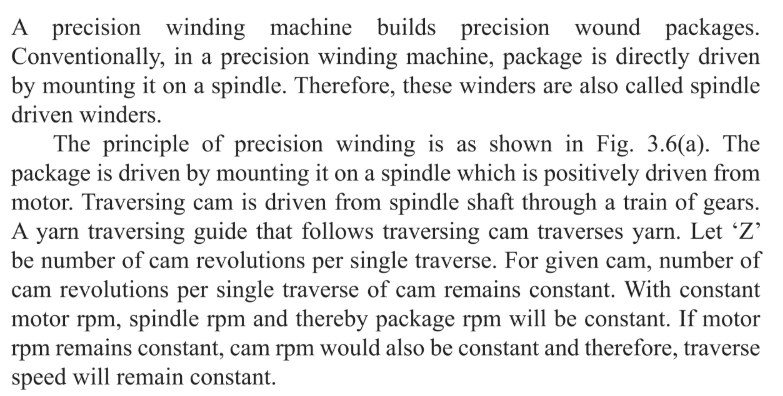 A precision winding machine builds precision wound packages.
Conventionally, in a precision winding machine, package is directly driven
by mounting it on a spindle. Therefore, these winders are also called spindle
driven winders.
The principle of precision winding is as shown in Fig. 3.6(a). The
package is driven by mounting it on a spindle which is positively driven from
motor. Traversing cam is driven from spindle shaft through a train of gears.
A yarn traversing guide that follows traversing cam traverses yarn. Let ‘Z’
be number of cam revolutions per single traverse. For given cam, number of
cam revolutions per single traverse of cam remains constant. With constant
motor rpm, spindle rpm and thereby package rpm will be constant. If motor
rpm remains constant, cam rpm would also be constant and therefore, traverse
speed will remain constant.